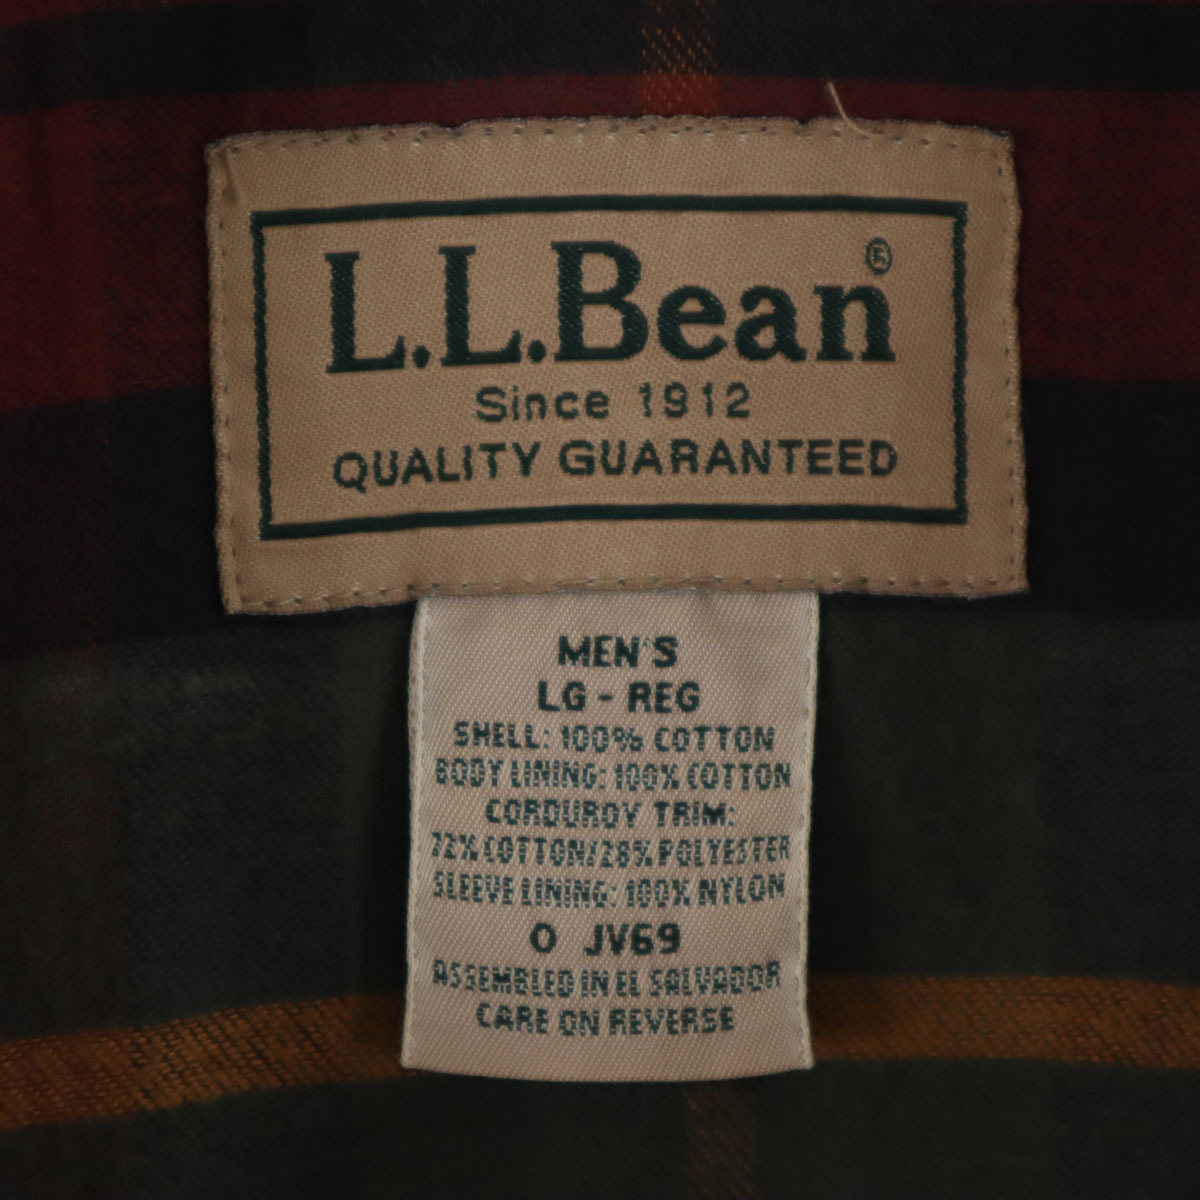 L.L.Bean®
Since 1912
QUALITY GUARANTEED
MEN'S
LG - REG
SHELL: 100% COTTON
BODY LINING: 100% COTTON
CORDUROY TRIM:
72% COTTON/28% POLYESTER
SLEEVE LINING: 100% NYLON
0 JV69
ASSEMBLED IN EL SALVADOR
CARE ON REVERSE